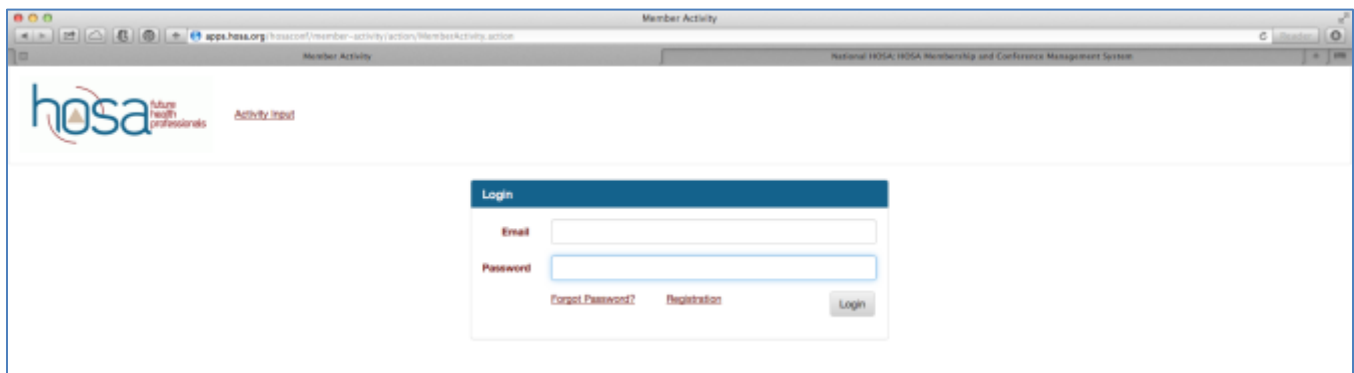 Member Activity
apps.hosa.org/hosaconf/member-activity/action/MemberActivity.action
Reader
Member Activity
National HOSA: HOSA Membership and Conference Management System
hosa future health professionals
Activity Input
Login
Email
Password
Forgot Password? Registration Login